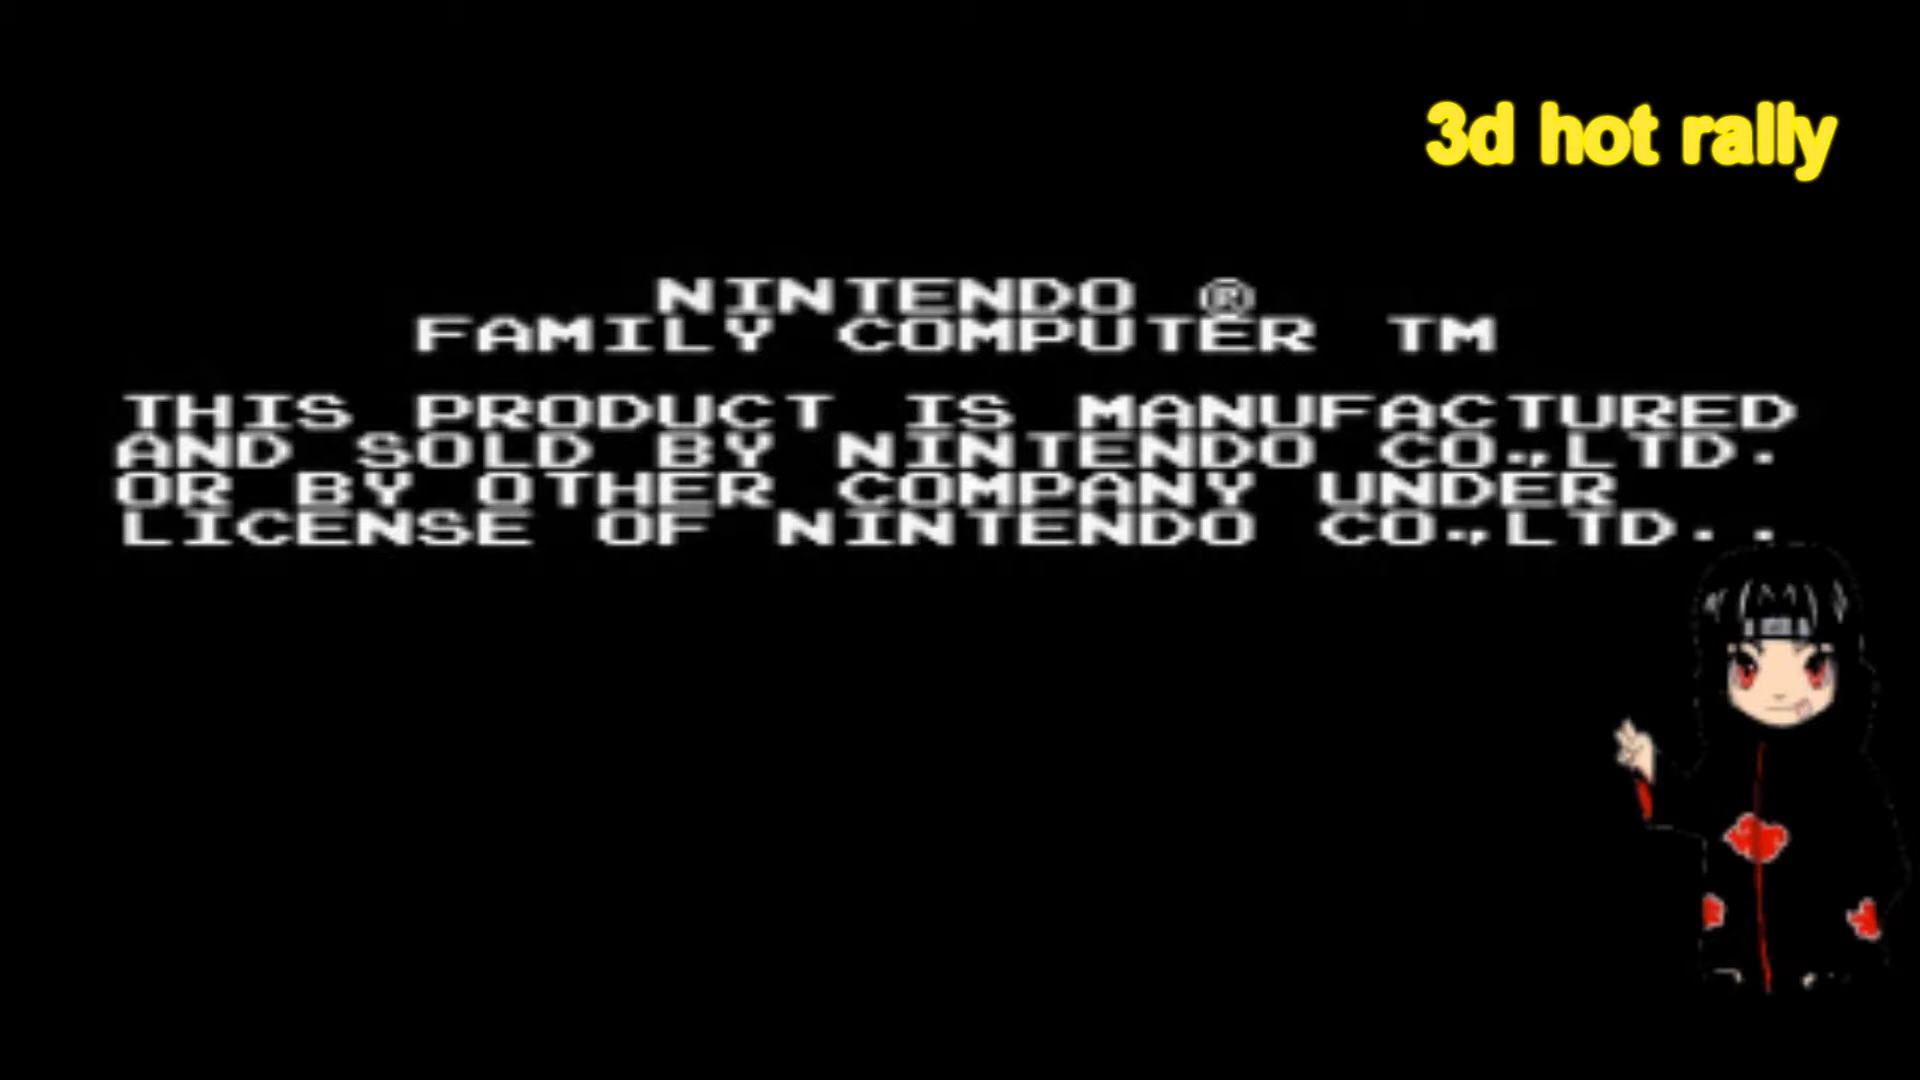 3d hot rally
NINTENDO ®
FAMILY COMPUTER TM
THIS PRODUCT IS MANUFACTURED
AND SOLD BY NINTENDO CO.,LTD.
OR BY OTHER COMPANY UNDER
LICENSE OF NINTENDO CO.,LTD..